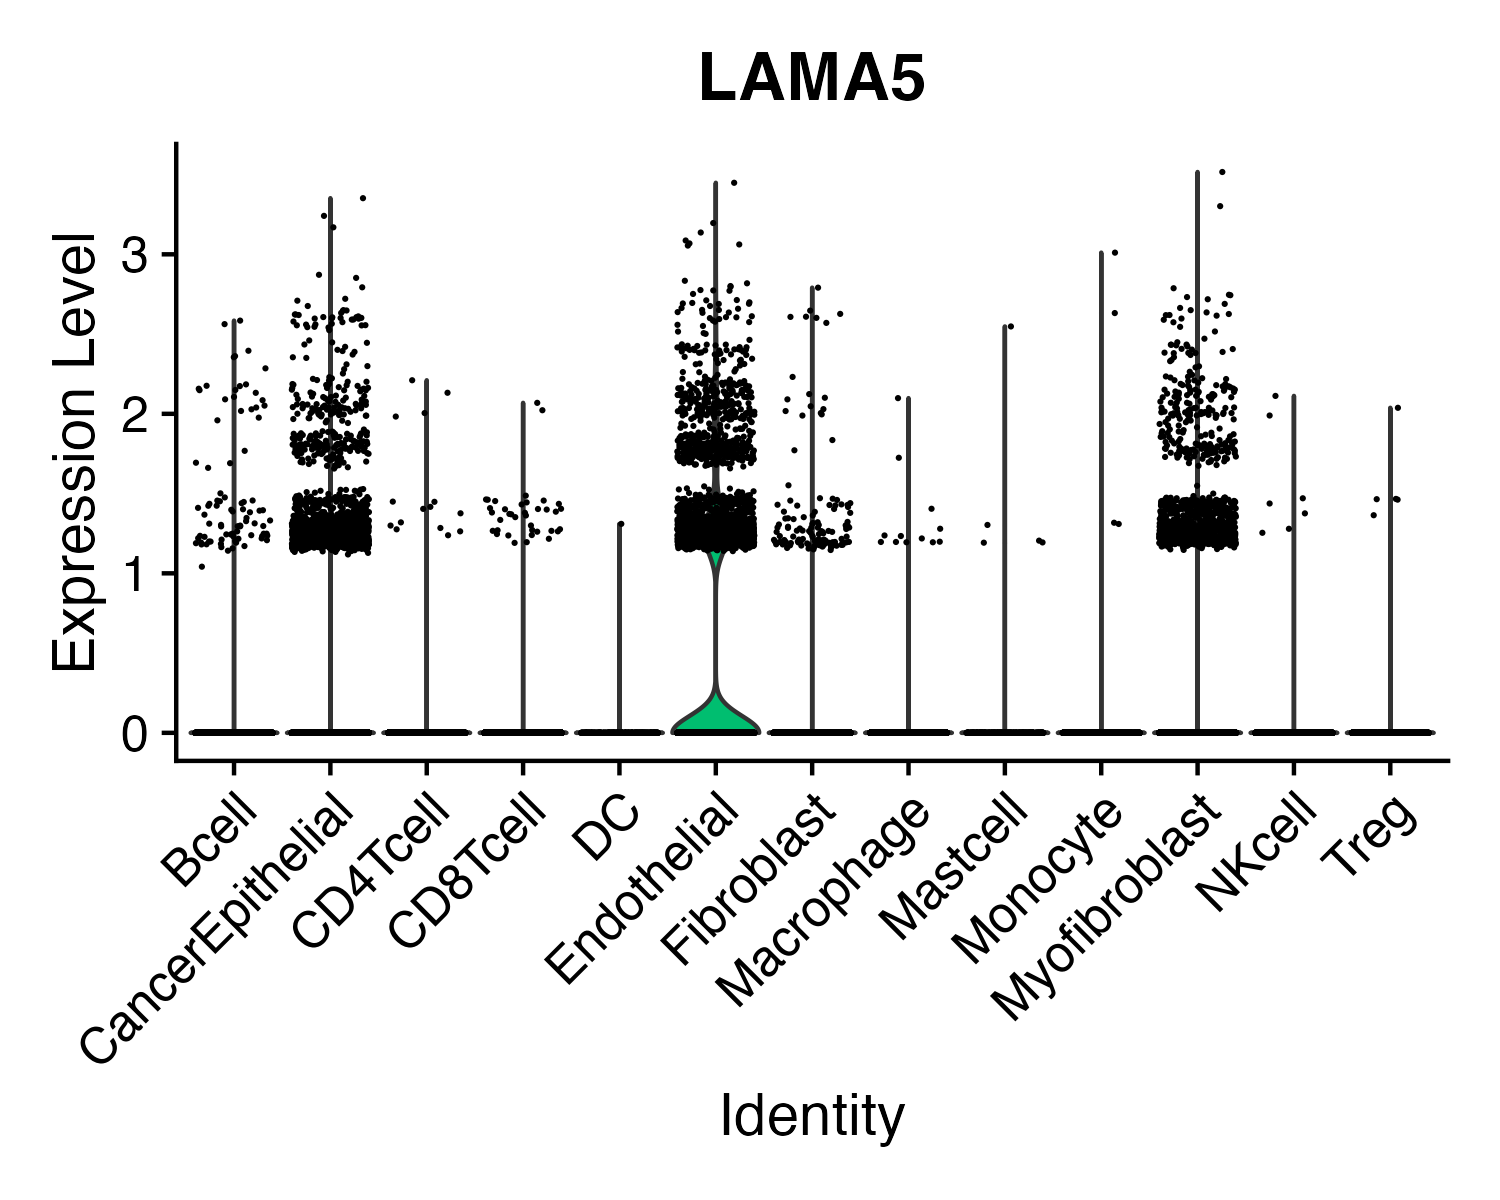 LAMA5
Expression Level
3
2
1
0
Bcell
CancerEpithelial
CD4Tcell
CD8Tcell
DC
Endothelial
Fibroblast
Macrophage
Mastcell
Monocyte
Myofibroblast
NKcell
Treg
Identity